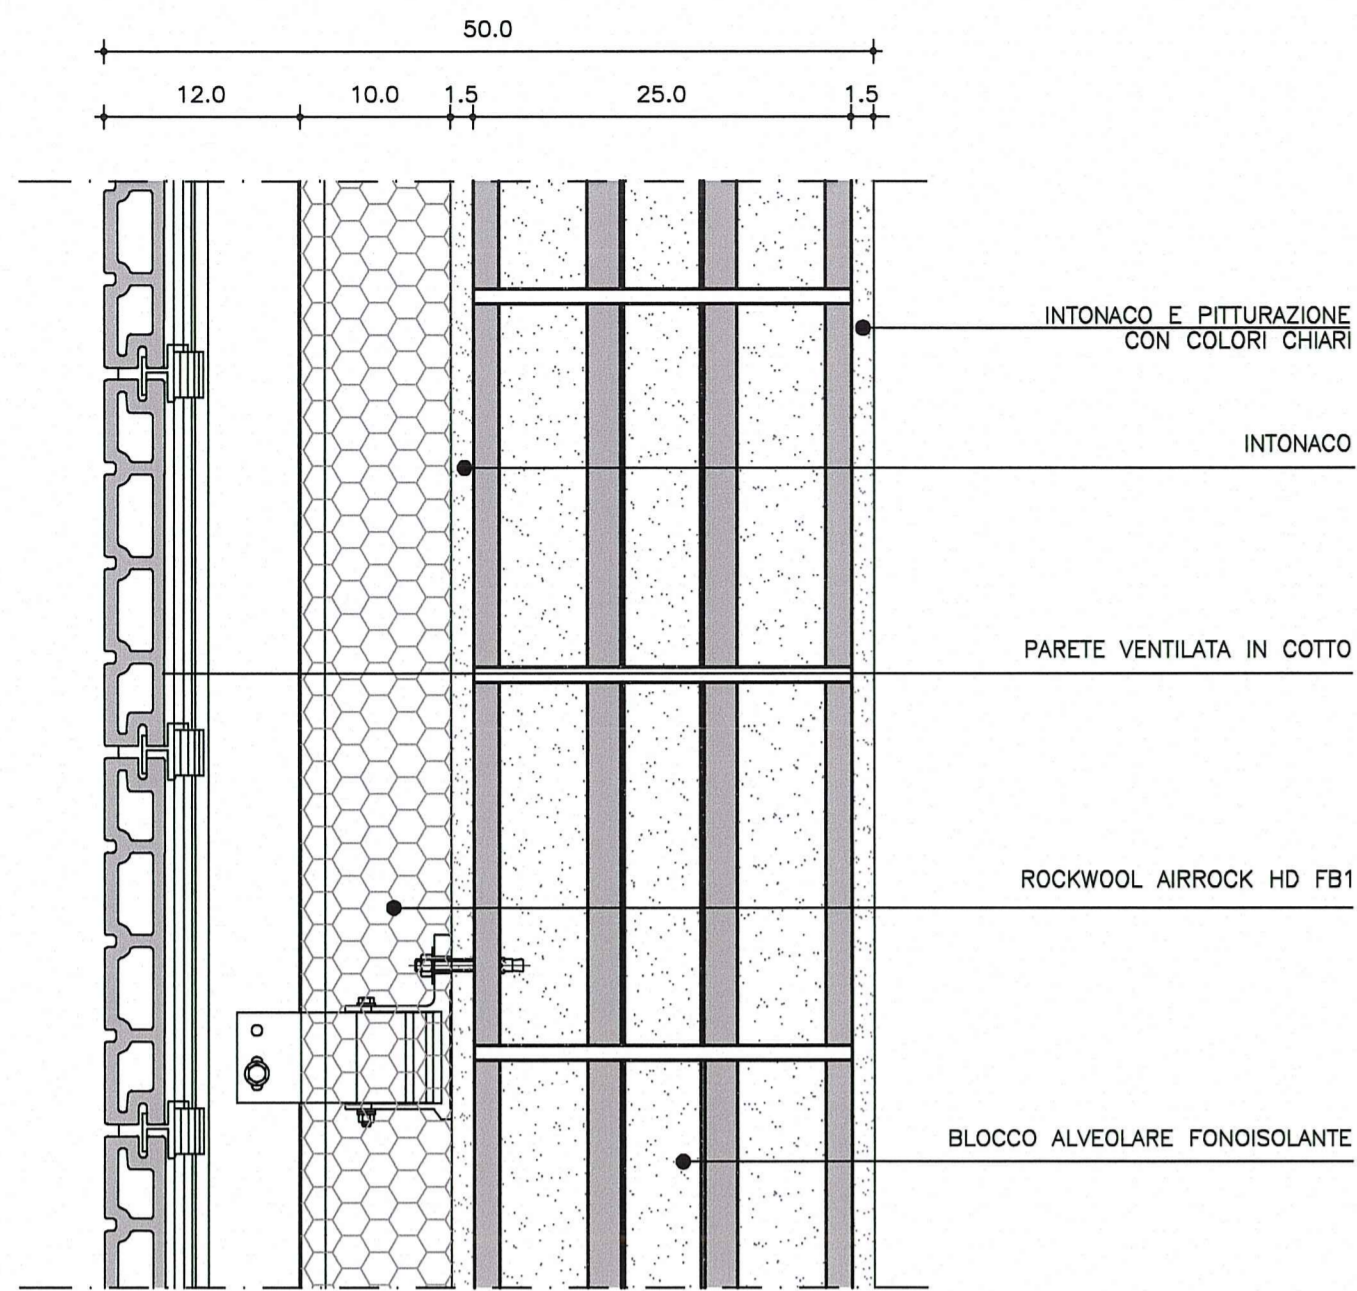 50.0
12.0 10.0 1.5 25.0 1.5
INTONACO E PITTURAZIONE
CON COLORI CHIARI
INTONACO
PARETE VENTILATA IN COTTO
ROCKWOOL AIRROCK HD FB1
BLOCCO ALVEOLARE FONOISOLANTE